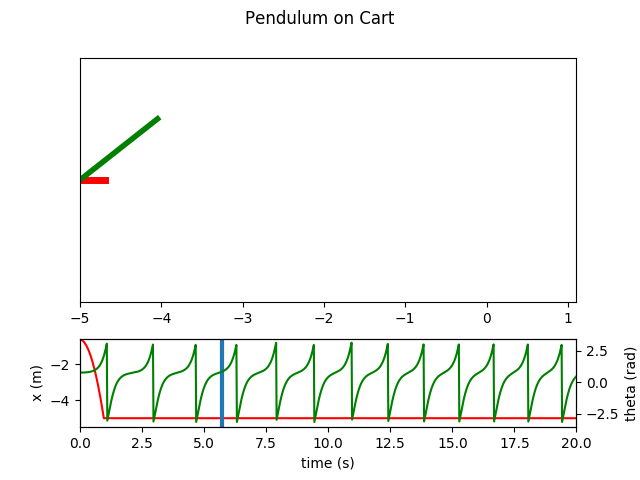 Pendulum on Cart
−5 −4 −3 −2 −1 0 1
−2
−4
x (m)
2.5
0.0
−2.5
theta (rad)
0.0 2.5 5.0 7.5 10.0 12.5 15.0 17.5 20.0
time (s)